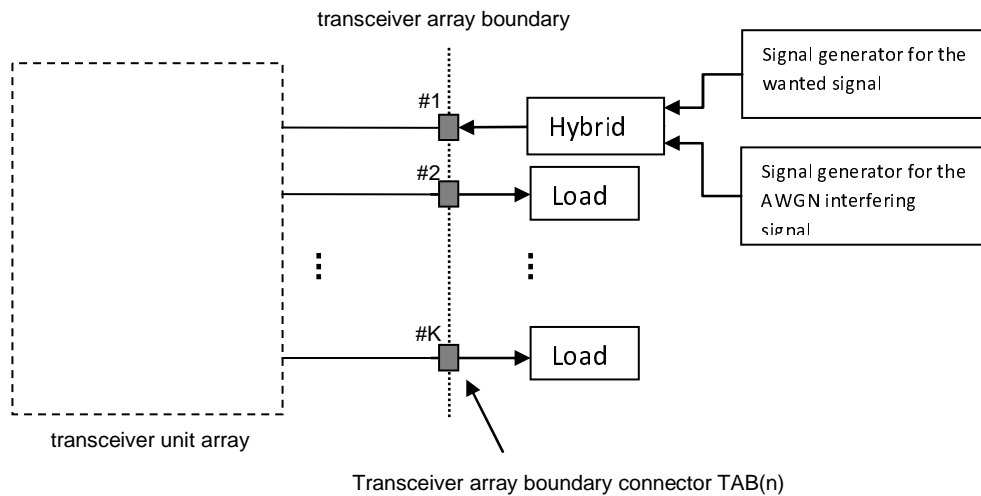 transceiver array boundary
Signal generator for the
wanted signal
#1
Hybrid
#2
Load
Signal generator for the
AWGN interfering
signal
#K
Load
transceiver unit array
Transceiver array boundary connector TAB(n)